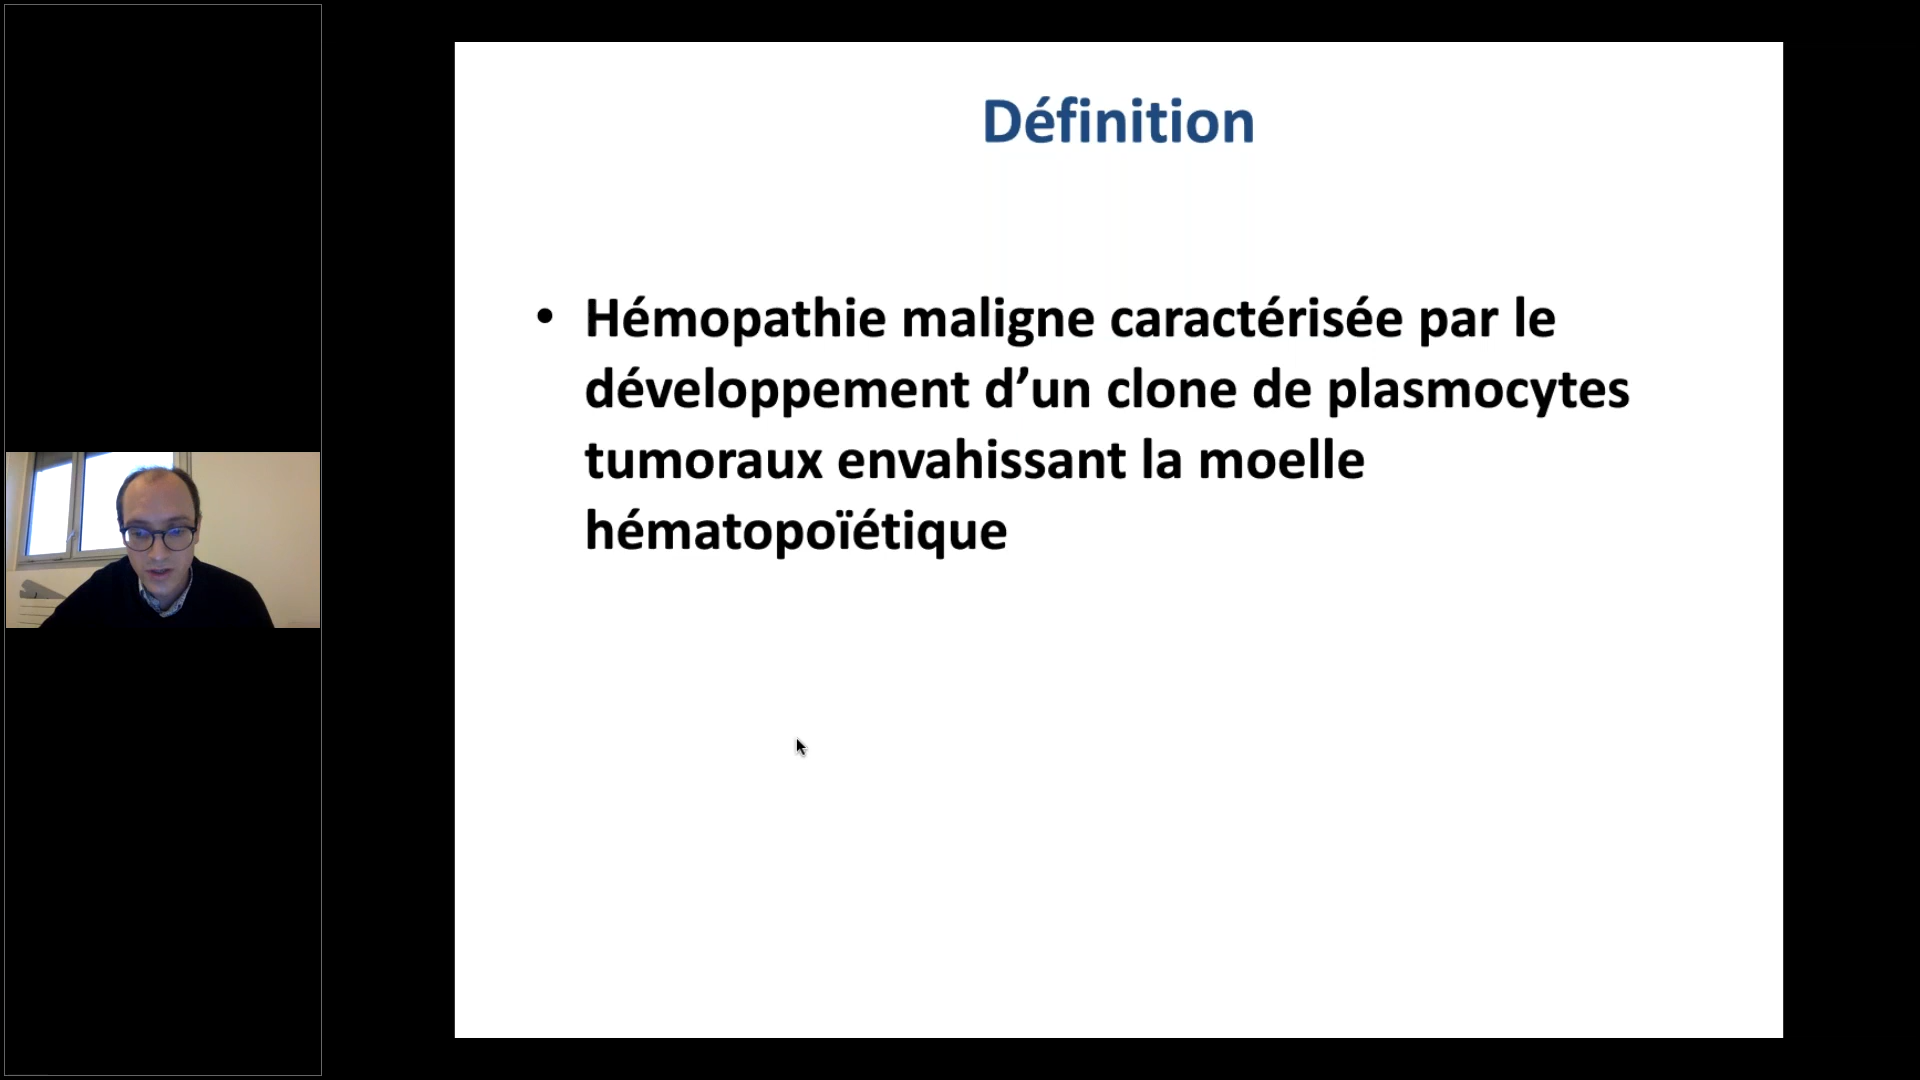 Définition
• Hémopathie maligne caractérisée par le
développement d’un clone de plasmocytes
tumoraux envahissant la moelle
hématopoïétique